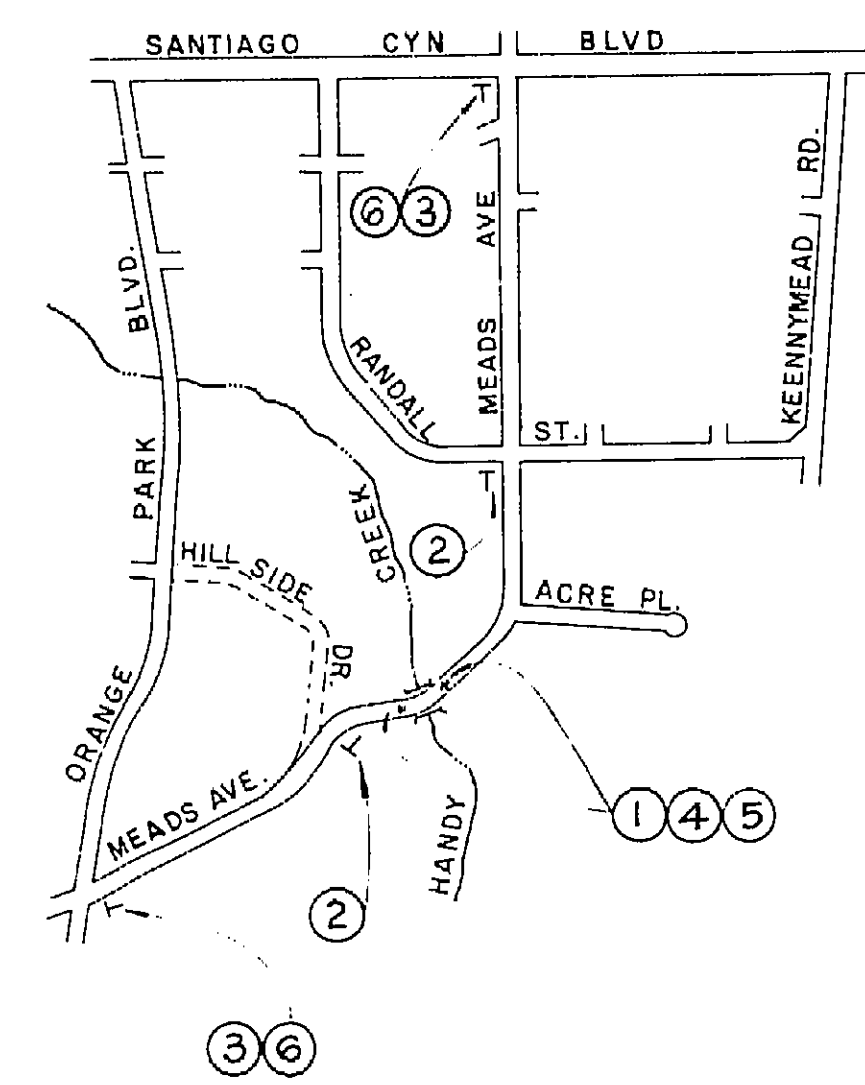 SANTIAGO CYN BLVD
6 3
MEADS AVE
KEENNYMEAD RD.
ORANGE PARK BLVD.
RANDALL ST.
2
HANDY CREEK
HILL SIDE DR.
ACRE PL.
MEADS AVE.
1 4 5
2
3 6